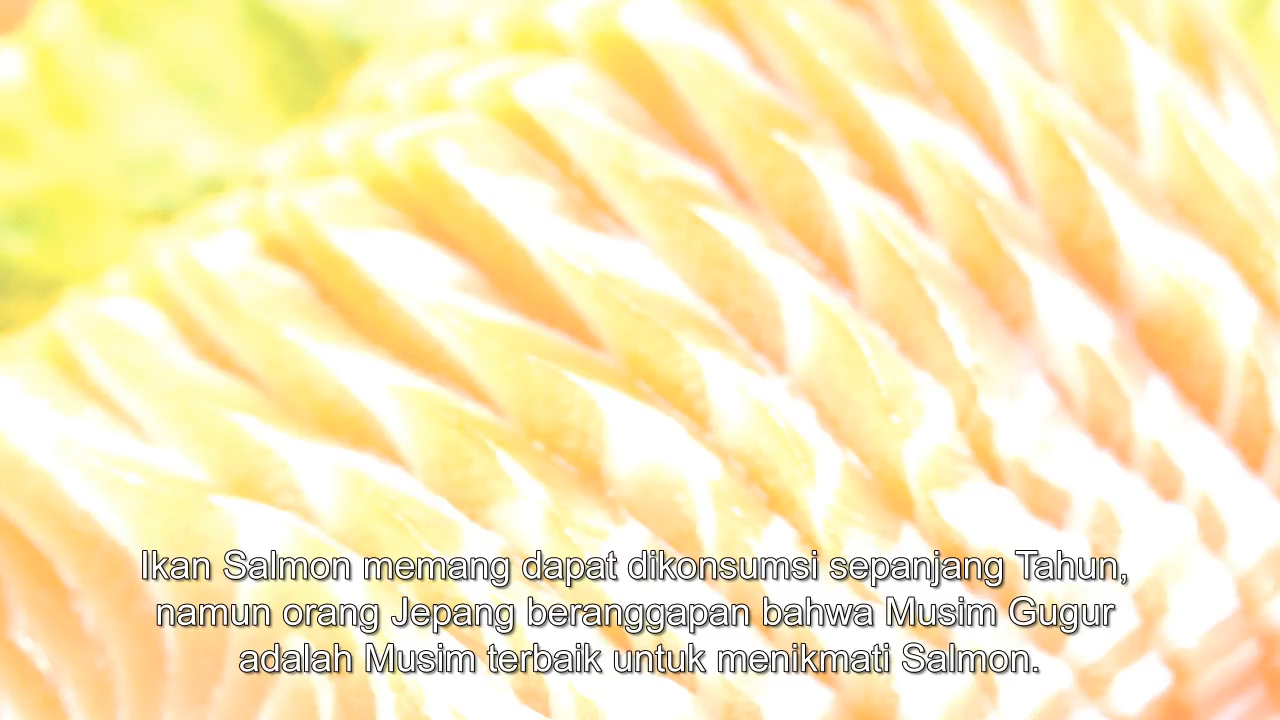 Ikan Salmon memang dapat dikonsumsi sepanjang Tahun,
namun orang Jepang beranggapan bahwa Musim Gugur
adalah Musim terbaik untuk menikmati Salmon.